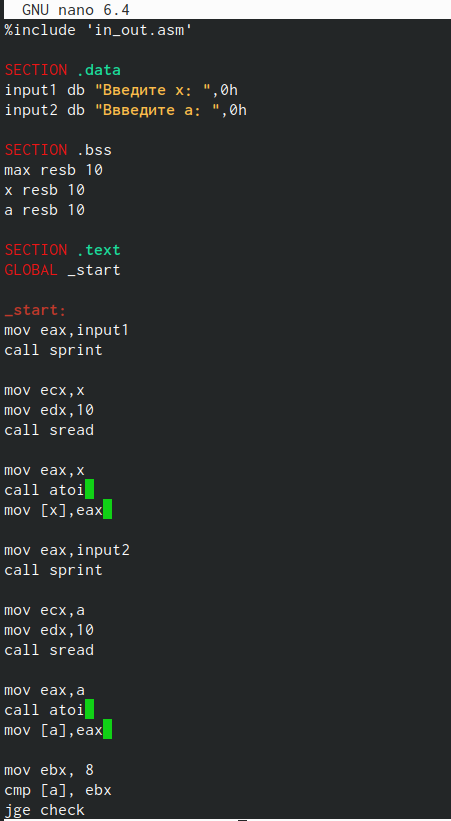 GNU nano 6.4
%include 'in_out.asm'
SECTION .data
input1 db "Введите x: ",0h
input2 db "Ввведите a: ",0h
SECTION .bss
max resb 10
x resb 10
a resb 10
SECTION .text
GLOBAL _start
_start:
mov eax,input1
call sprint
mov ecx,x
mov edx,10
call sread
mov eax,x
call atoi
mov [x],eax
mov eax,input2
call sprint
mov ecx,a
mov edx,10
call sread
mov eax,a
call atoi
mov [a],eax
mov ebx, 8
cmp [a], ebx
jge check